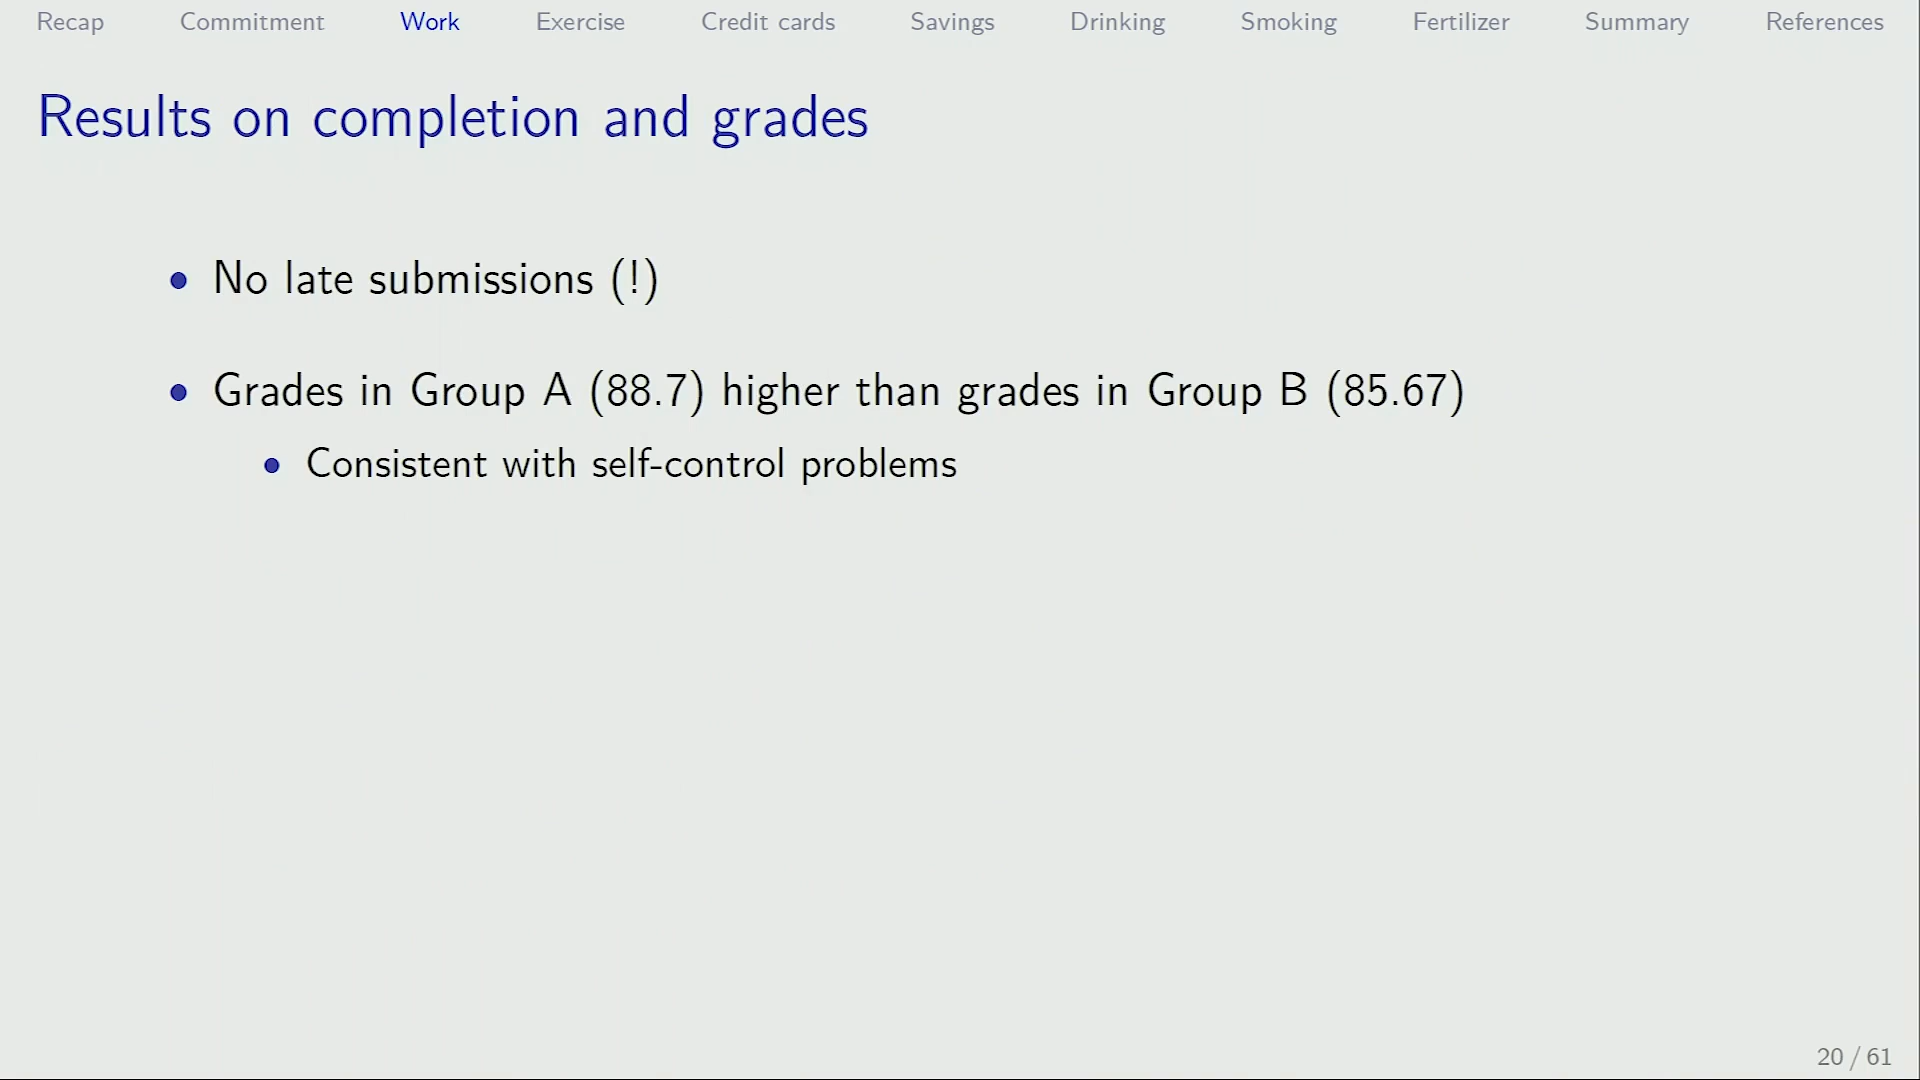 Recap Commitment Work Exercise Credit cards Savings Drinking Smoking Fertilizer Summary References
Results on completion and grades
• No late submissions (!)
• Grades in Group A (88.7) higher than grades in Group B (85.67)
• Consistent with self-control problems
20 / 61